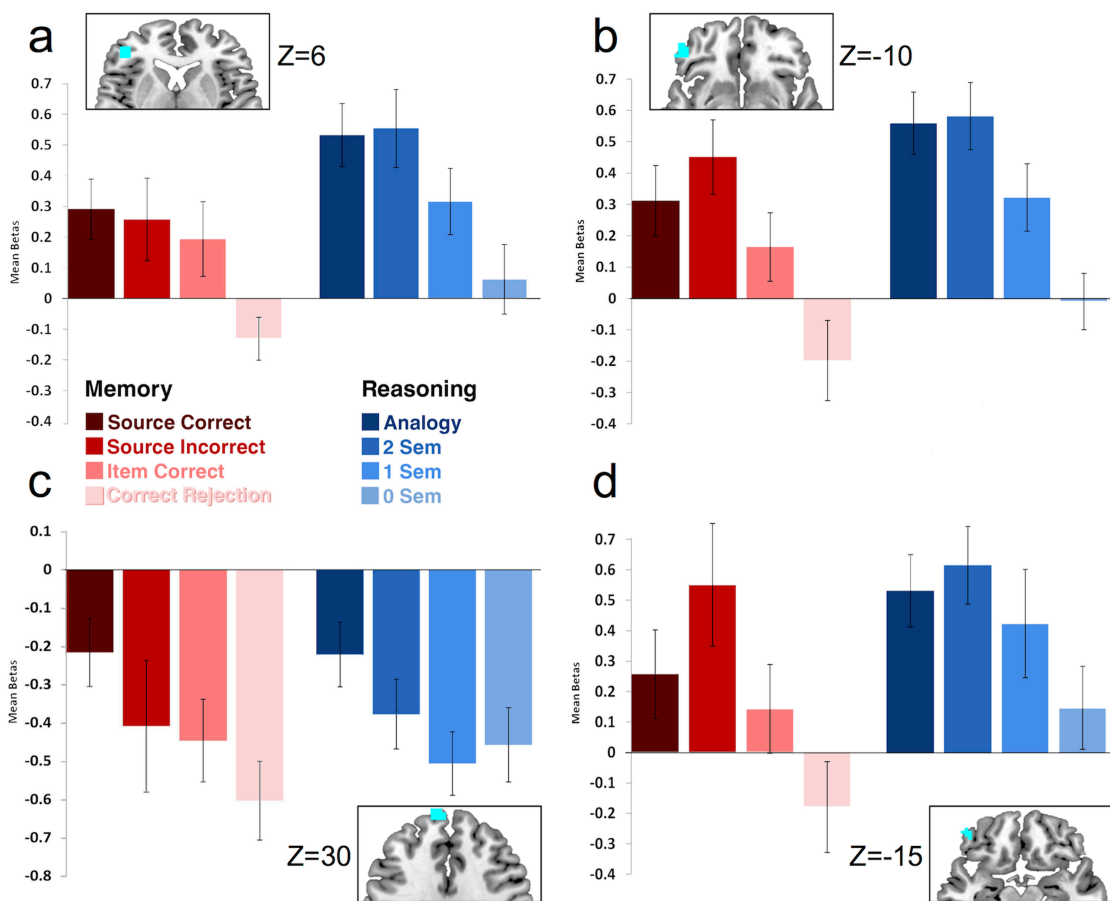 a
Z=6
0.7
0.6
0.5
0.4
0.3
0.2
0.1
0
-0.1
-0.2
-0.3
-0.4
Mean Betas
b
Z=-10
0.7
0.6
0.5
0.4
0.3
0.2
0.1
0
-0.1
-0.2
-0.3
-0.4
Mean Betas
Memory
Source Correct
Source Incorrect
Item Correct
Correct Rejection
Reasoning
Analogy
2 Sem
1 Sem
0 Sem
c
0.1
0
-0.1
-0.2
-0.3
-0.4
-0.5
-0.6
-0.7
-0.8
Mean Betas
Z=30
d
0.7
0.6
0.5
0.4
0.3
0.2
0.1
0
-0.1
-0.2
-0.3
-0.4
Mean Betas
Z=-15